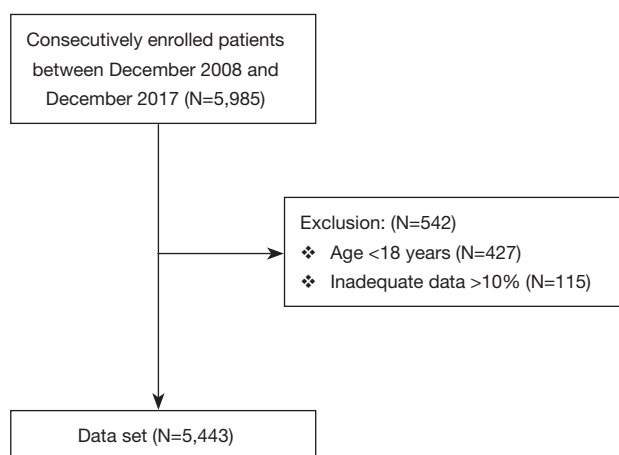 Consecutively enrolled patients
between December 2008 and
December 2017 (N=5,985)
Exclusion: (N=542)
❖ Age <18 years (N=427)
❖ Inadequate data >10% (N=115)
Data set (N=5,443)